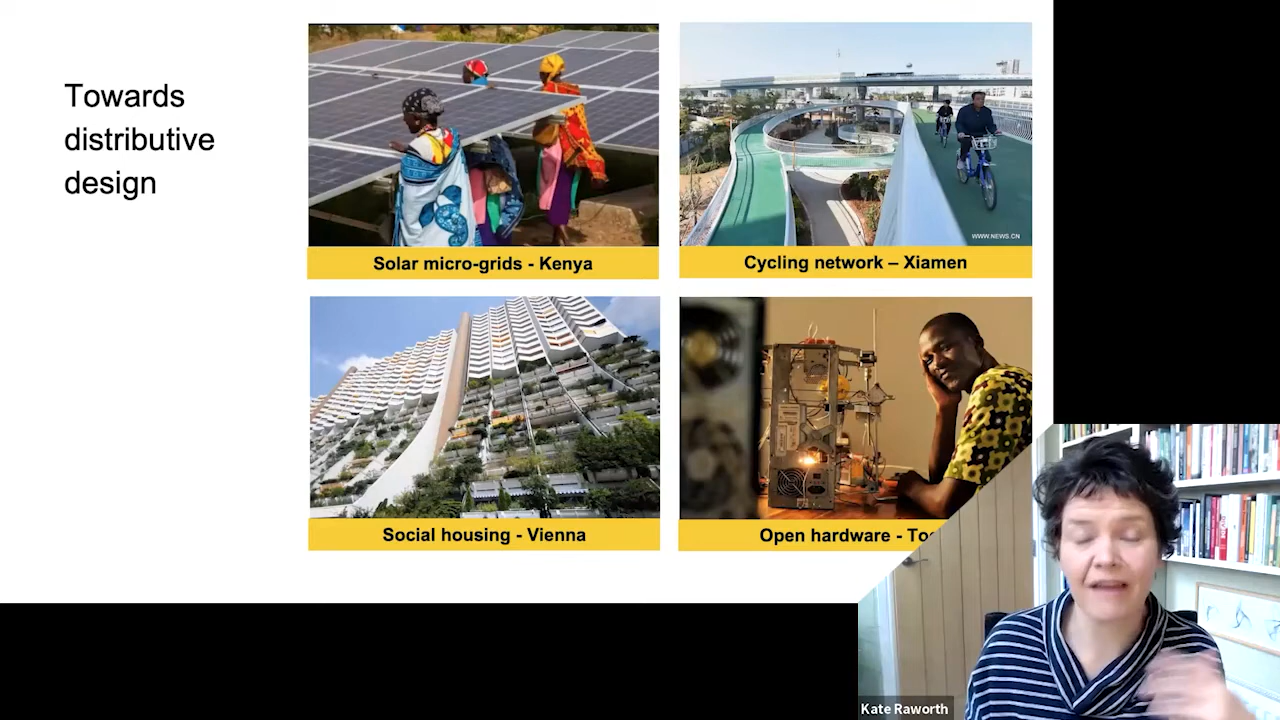 Towards
distributive
design
WWW.NEWS.CN
Solar micro-grids - Kenya
Cycling network – Xiamen
Social housing - Vienna
Open hardware -
Kate Raworth